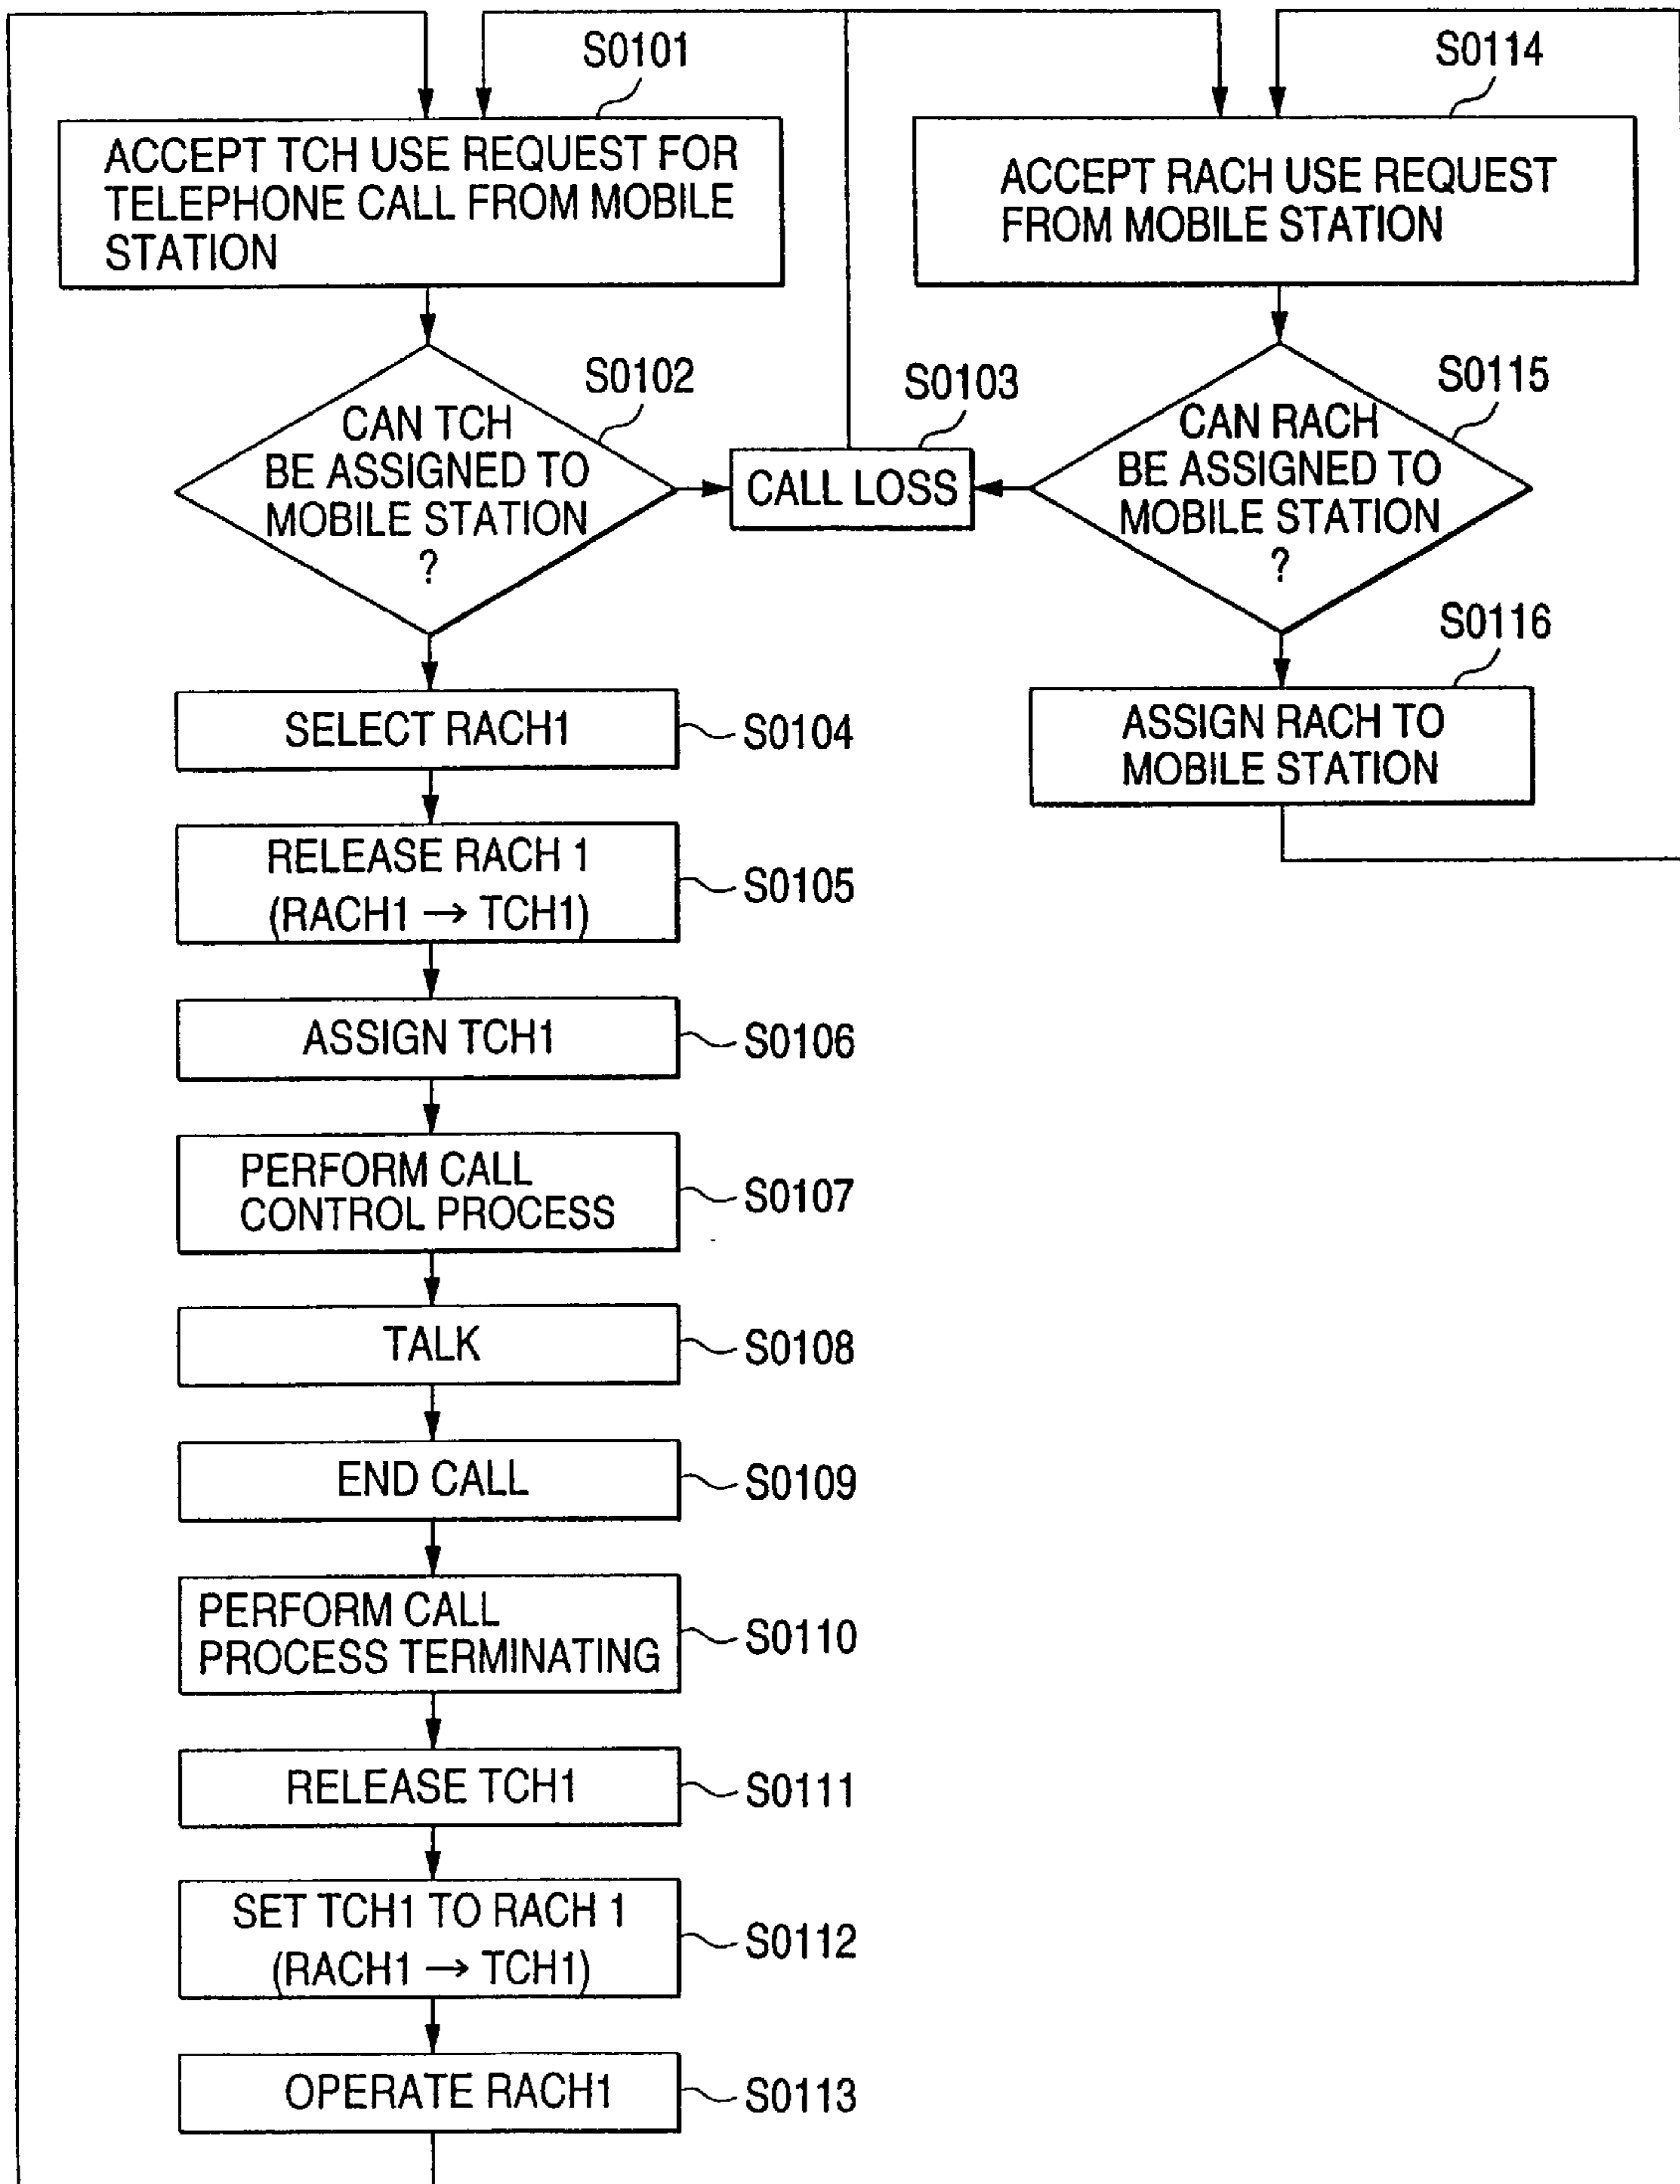 S0101
ACCEPT TCH USE REQUEST FOR
TELEPHONE CALL FROM MOBILE
STATION
S0102
CAN TCH
BE ASSIGNED TO
MOBILE STATION
?
S0103
CALL LOSS
S0104
SELECT RACH1
S0105
RELEASE RACH 1
(RACH1 → TCH1)
S0106
ASSIGN TCH1
S0107
PERFORM CALL
CONTROL PROCESS
S0108
TALK
S0109
END CALL
S0110
PERFORM CALL
PROCESS TERMINATING
S0111
RELEASE TCH1
S0112
SET TCH1 TO RACH 1
(RACH1 → TCH1)
S0113
OPERATE RACH1
S0114
ACCEPT RACH USE REQUEST
FROM MOBILE STATION
S0115
CAN RACH
BE ASSIGNED TO
MOBILE STATION
?
S0116
ASSIGN RACH TO
MOBILE STATION